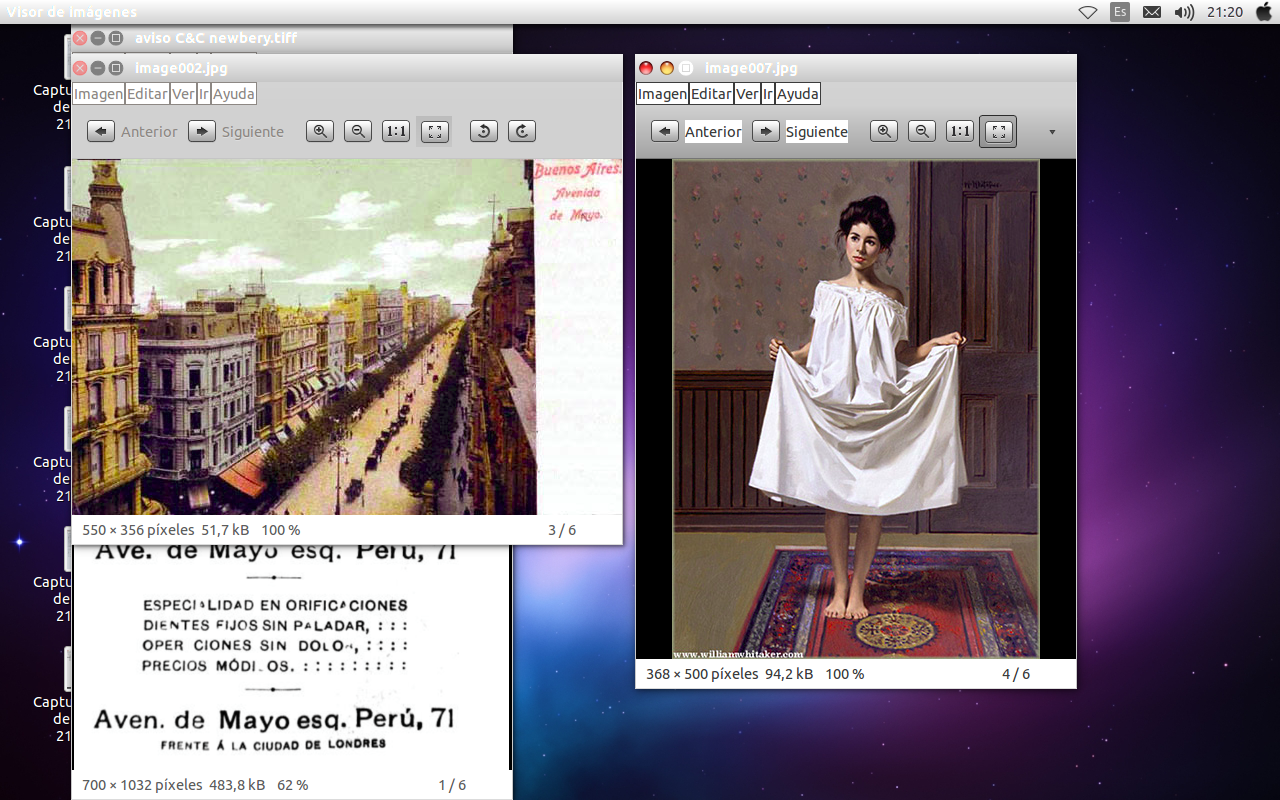 Visor de imágenes
Es
21:20
aviso C&C newbery.tiff
image002.jpg
Imagen Editar Ver Ir Ayuda
Anterior Siguiente 1:1
Buenos Aires.
Avenida
de Mayo.
550 × 356 píxeles 51,7 kB 100 % 3 / 6
image007.jpg
Imagen Editar Ver Ir Ayuda
Anterior Siguiente 1:1
www.williamwhitaker.com
368 × 500 píxeles 94,2 kB 100 % 4 / 6
Captu
de
21
Captu
de
21
Captu
de
21
Captu
de
21
Captu
de
21
Captu
de
21
Ave. de Mayo esq. Perú, 71
ESPECIALIDAD EN ORIFICACIONES
DIENTES FIJOS SIN PALADAR, : : :
OPER CIONES SIN DOLO , : : : :
PRECIOS MÓDI OS. : : : : : : : : :
Aven. de Mayo esq. Perú, 71
FRENTE Á LA CIUDAD DE LONDRES
700 × 1032 píxeles 483,8 kB 62 % 1 / 6